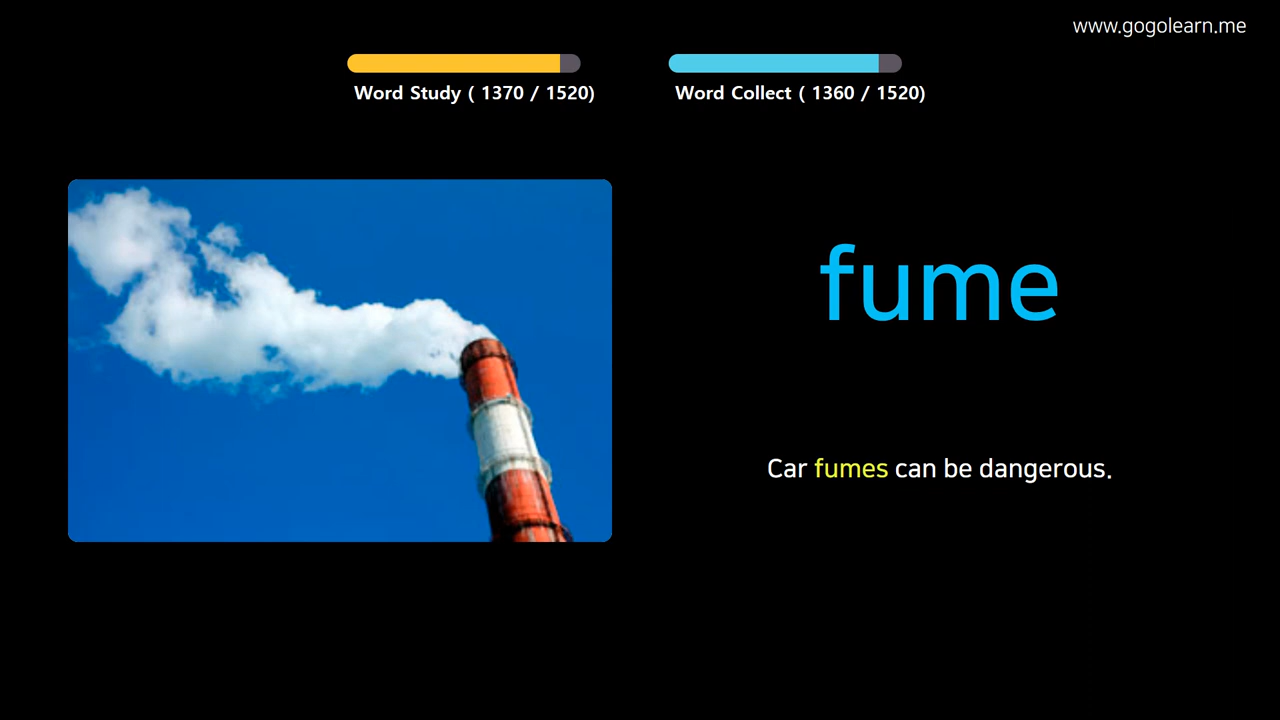 www.gogolearn.me
Word Study ( 1370 / 1520)
Word Collect ( 1360 / 1520)
fume
Car fumes can be dangerous.